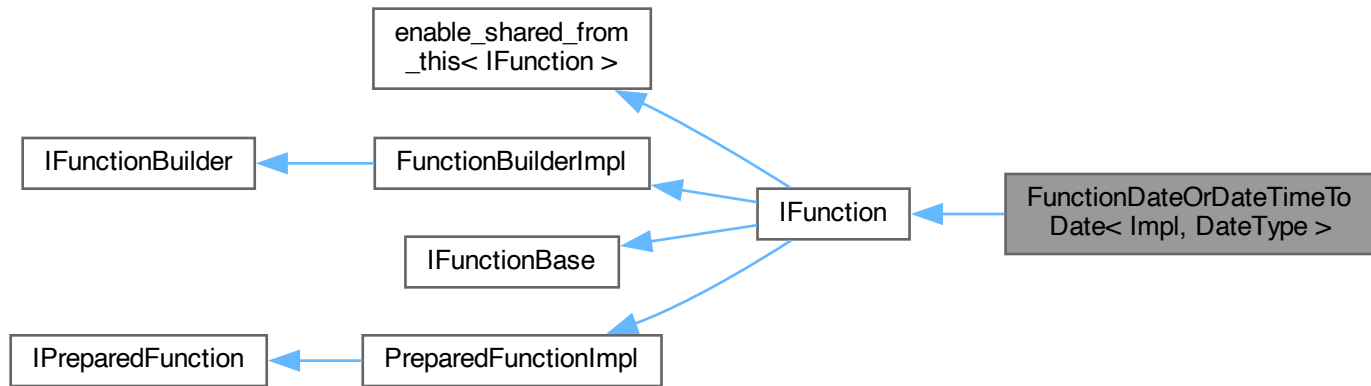 enable_shared_from
_this< IFunction >
IFunctionBuilder
FunctionBuilderImpl
IFunction
FunctionDateOrDateTimeTo
Date< Impl, DateType >
IFunctionBase
IPreparedFunction
PreparedFunctionImpl